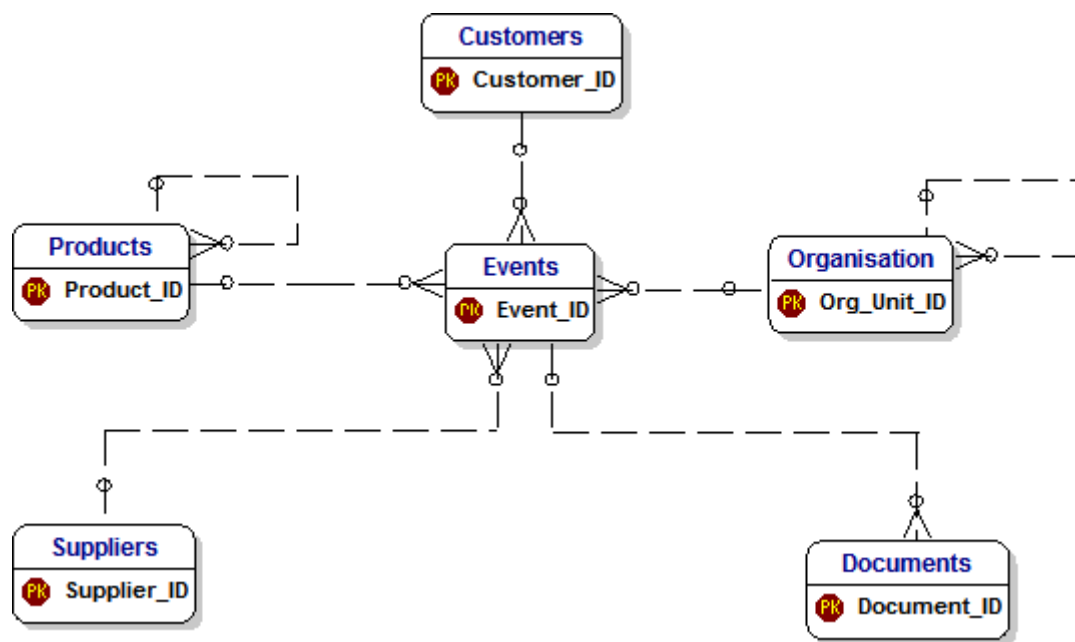 Customers
PK Customer_ID
Products
PK Product_ID
Events
PK Event_ID
Organisation
PK Org_Unit_ID
Suppliers
PK Supplier_ID
Documents
PK Document_ID